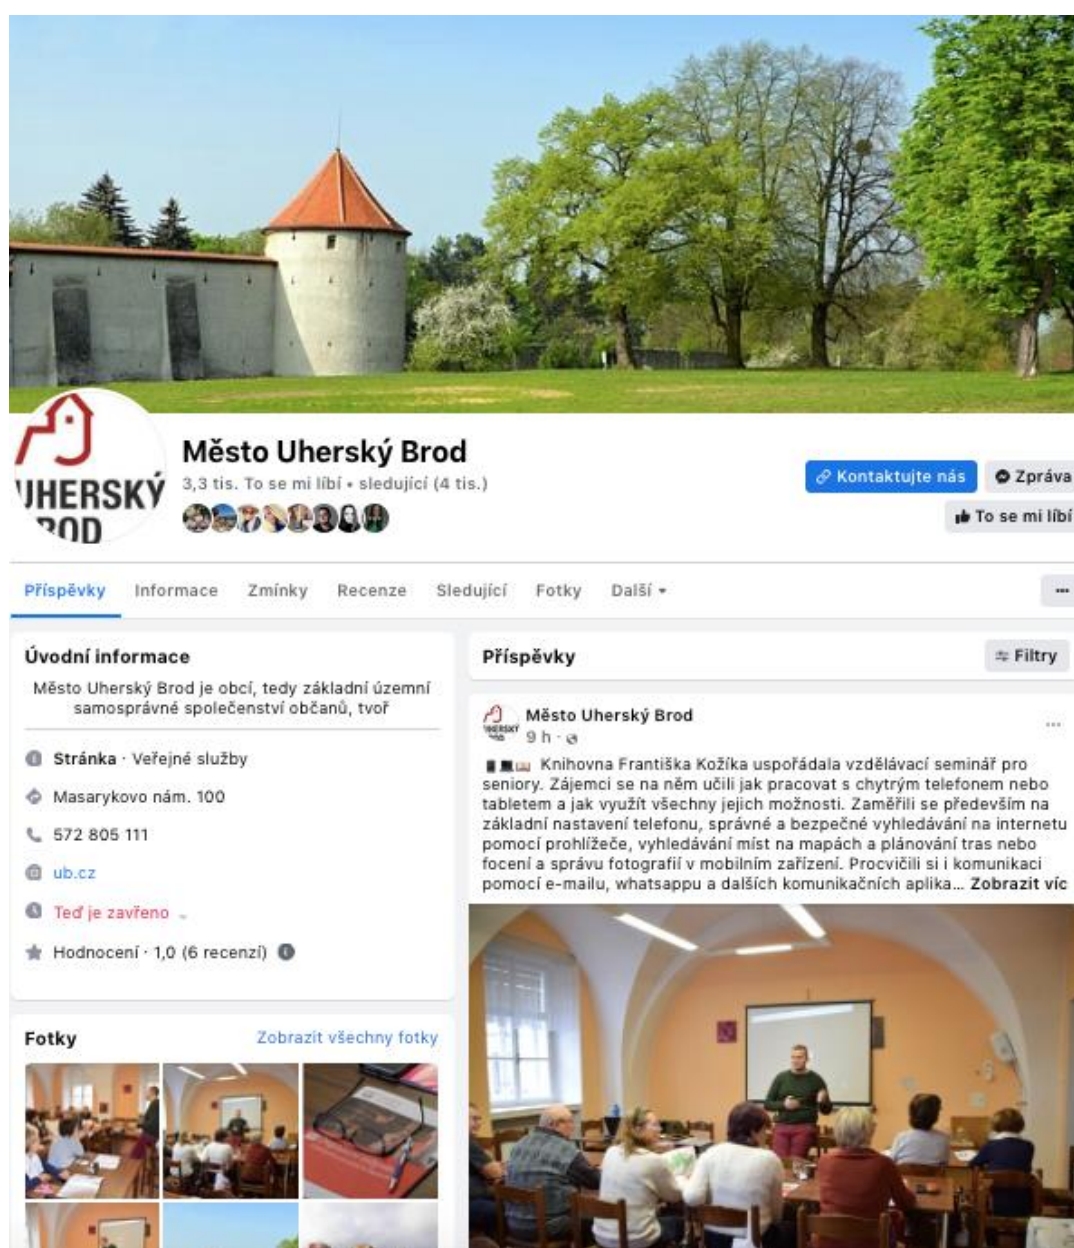 UHERSKÝ
BROD
Město Uherský Brod
3,3 tis. To se mi líbí • sledující (4 tis.)
Kontaktujte nás
Zpráva
To se mi líbí
Příspěvky Informace Zmínky Recenze Sledující Fotky Další
Úvodní informace
Město Uherský Brod je obcí, tedy základní územní
samosprávné společenství občanů, tvoř
Stránka · Veřejné služby
Masarykovo nám. 100
572 805 111
ub.cz
Teď je zavřeno
Hodnocení · 1,0 (6 recenzí)
Fotky
Zobrazit všechny fotky
Příspěvky
Filtry
Město Uherský Brod
9 h ·
Knihovna Františka Kožíka uspořádala vzdělávací seminář pro
seniory. Zájemci se na něm učili jak pracovat s chytrým telefonem nebo
tabletem a jak využít všechny jejich možnosti. Zaměřili se především na
základní nastavení telefonu, správné a bezpečné vyhledávání na internetu
pomocí prohlížeče, vyhledávání míst na mapách a plánování tras nebo
focení a správu fotografií v mobilním zařízení. Procvičili si i komunikaci
pomocí e-mailu, whatsappu a dalších komunikačních aplika... Zobrazit víc